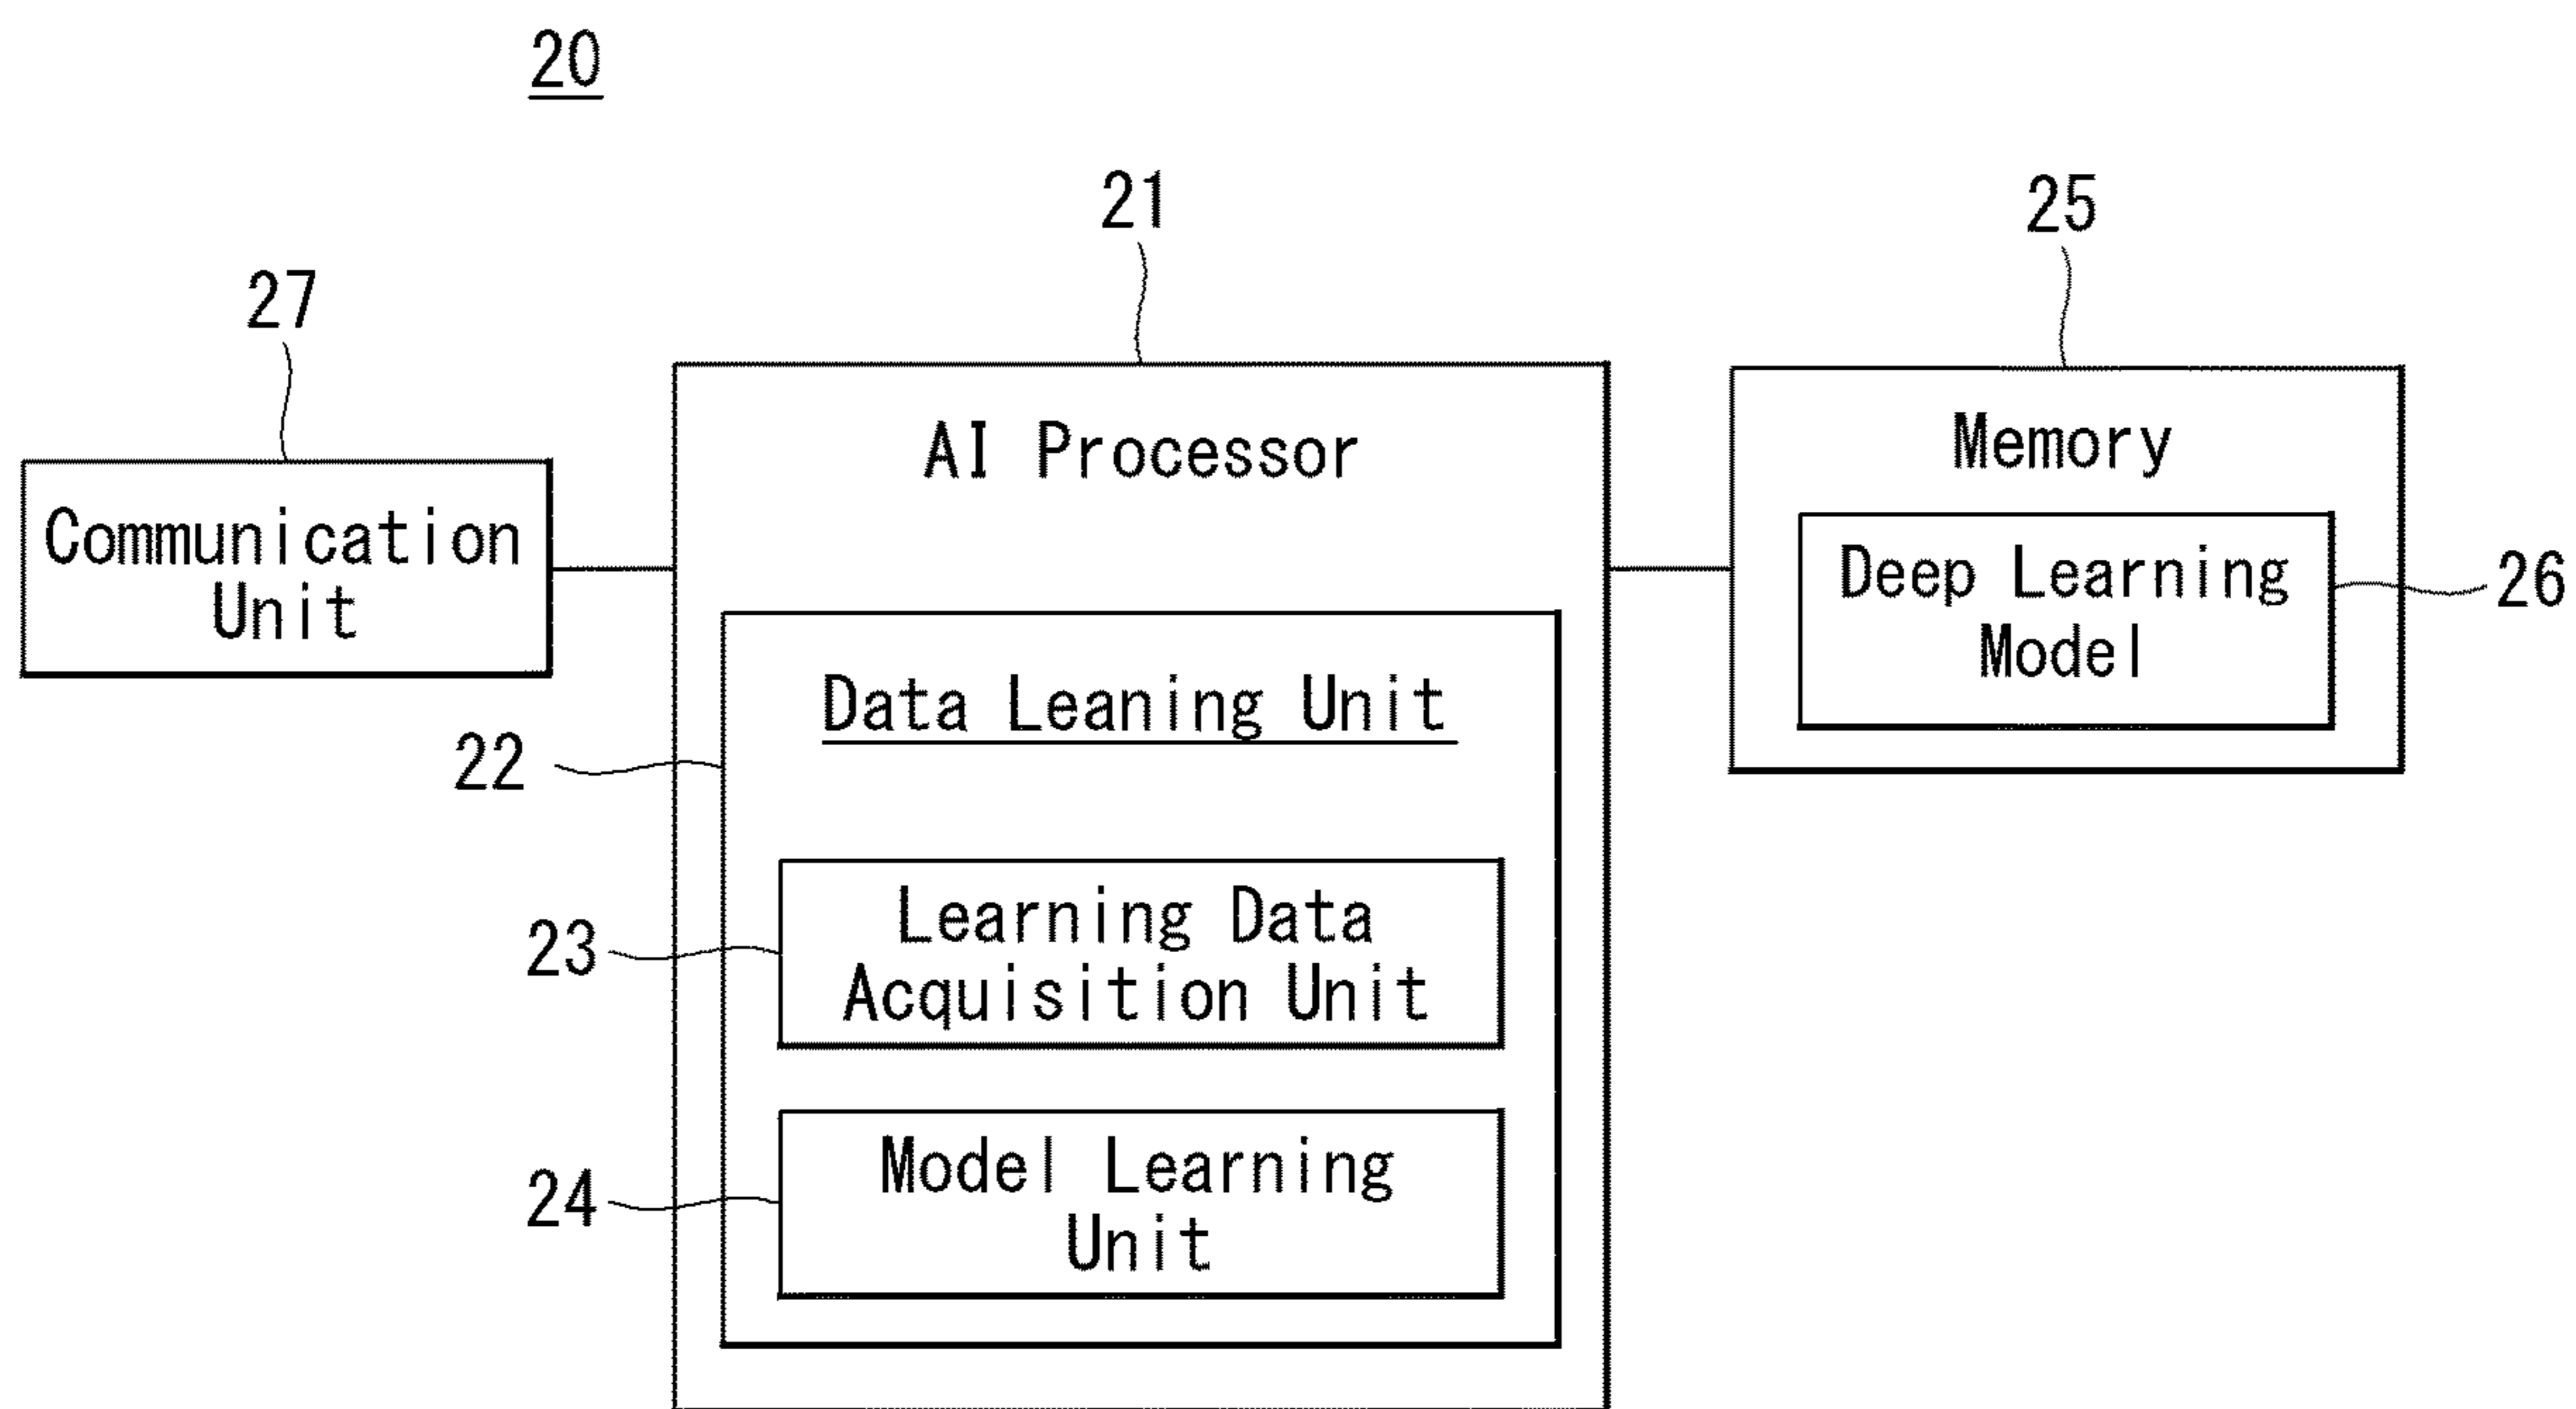 20
21
25
27
AI Processor
Memory
Communication
Unit
Deep Learning
Model
26
Data Leaning Unit
22
Learning Data
Acquisition Unit
23
Model Learning
Unit
24